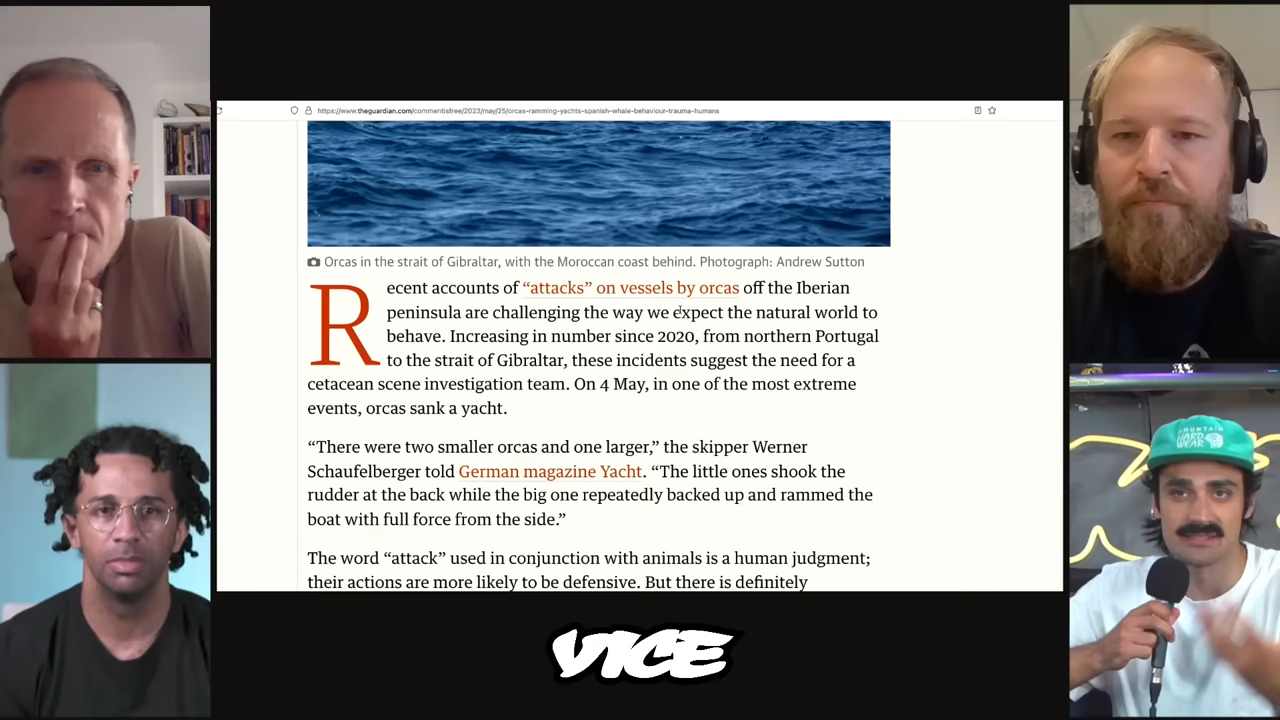 https://www.theguardian.com/commentisfree/2023/may/25/orcas-ramming-yachts-spanish-whale-behaviour-trauma-humans
Orcas in the strait of Gibraltar, with the Moroccan coast behind. Photograph: Andrew Sutton
Recent accounts of “attacks” on vessels by orcas off the Iberian
peninsula are challenging the way we expect the natural world to
behave. Increasing in number since 2020, from northern Portugal
to the strait of Gibraltar, these incidents suggest the need for a
cetacean scene investigation team. On 4 May, in one of the most extreme
events, orcas sank a yacht.
“There were two smaller orcas and one larger,” the skipper Werner
Schaufelberger told German magazine Yacht. “The little ones shook the
rudder at the back while the big one repeatedly backed up and rammed the
boat with full force from the side.”
The word “attack” used in conjunction with animals is a human judgment;
their actions are more likely to be defensive. But there is definitely
MOUNTAIN
HARD
WEAR
VICE